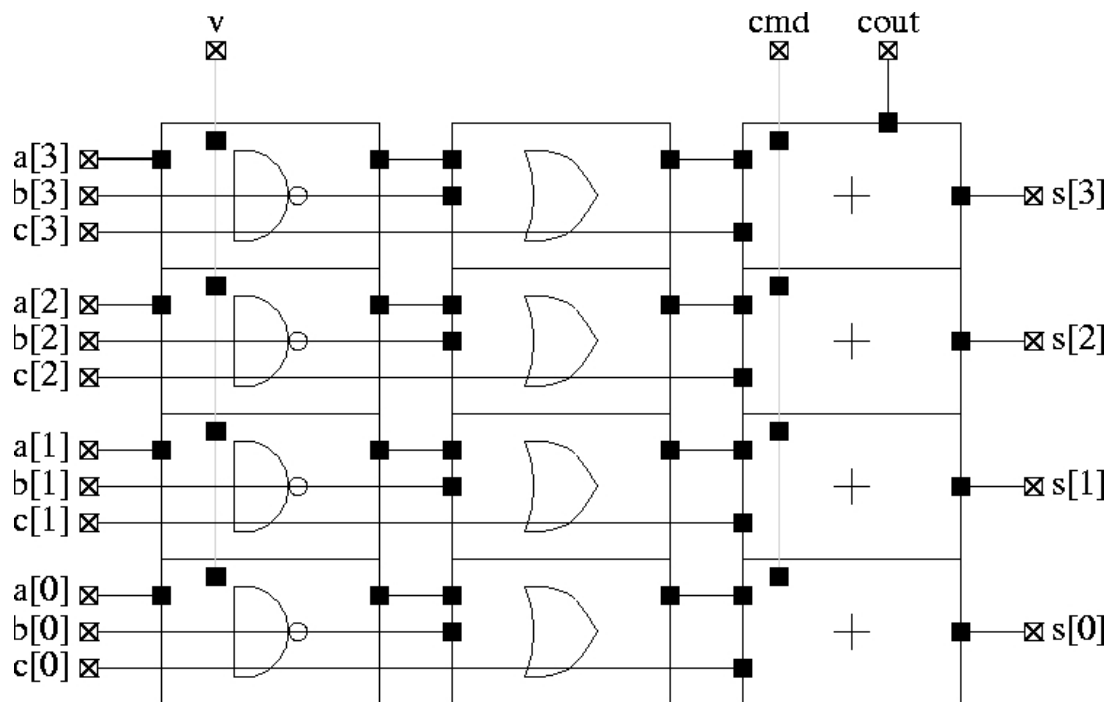 v cmd cout
a[3]
b[3] s[3]
c[3]
a[2]
b[2] s[2]
c[2]
a[1]
b[1] s[1]
c[1]
a[0]
b[0] s[0]
c[0]